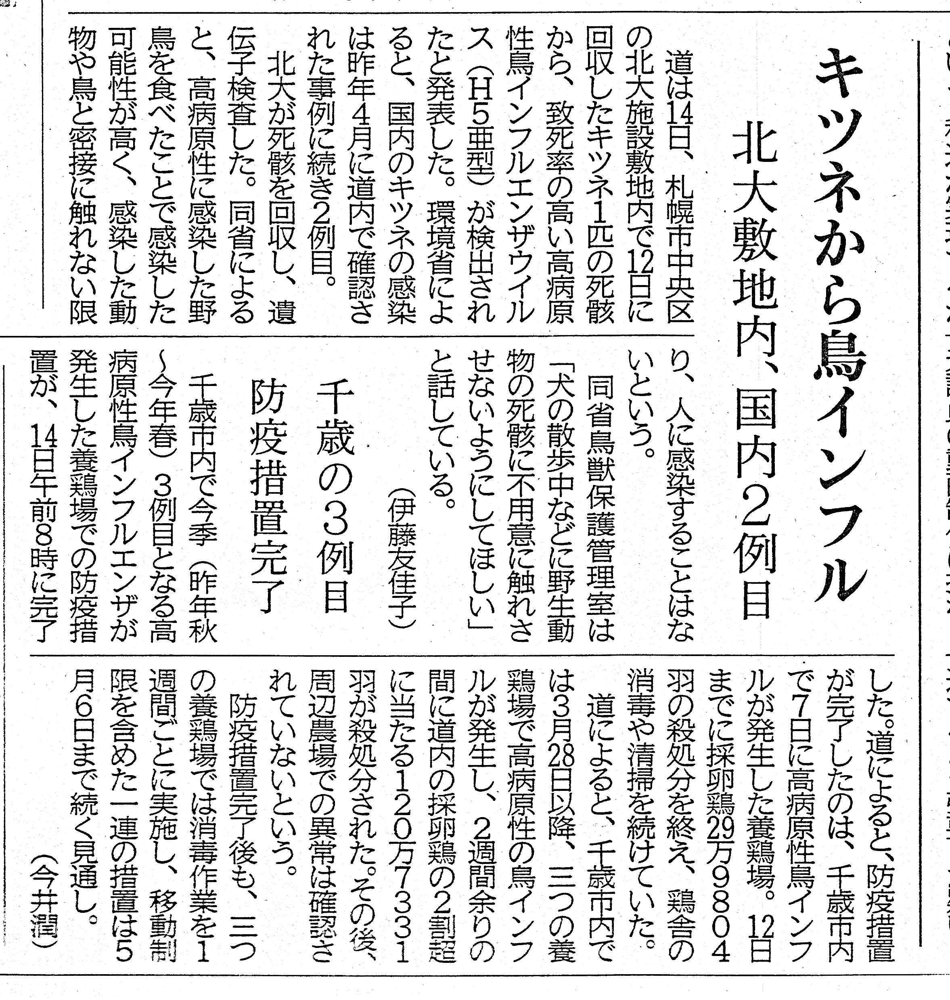 キツネから鳥インフル
北大敷地内、国内2例目
道は14日、札幌市中央区
の北大施設敷地内で12日に
回収したキツネ1匹の死骸
から、致死率の高い高病原
性鳥インフルエンザウイル
ス（H5亜型）が検出され
たと発表した。環境省によ
ると、国内のキツネの感染
は昨年4月に道内で確認さ
れた事例に続き2例目。
北大が死骸を回収し、遺
伝子検査した。同省による
と、高病原性に感染した野
鳥を食べたことで感染した
可能性が高く、感染した動
物や鳥と密接に触れない限
り、人に感染することはな
いという。
同省鳥獣保護管理室は
「犬の散歩中などに野生動
物の死骸に不用意に触れさ
せないようにしてほしい」
と話している。
（伊藤友佳子）
千歳の3例目
防疫措置完了
千歳市内で今季（昨年秋
～今年春）3例目となる高
病原性鳥インフルエンザが
発生した養鶏場での防疫措
置が、14日午前8時に完了
した。道によると、防疫措置
が完了したのは、千歳市内
で7日に高病原性鳥インフ
ルが発生した養鶏場。12日
までに採卵鶏29万9804
羽の殺処分を終え、鶏舎の
消毒や清掃を続けていた。
道によると、千歳市内で
は3月28日以降、三つの養
鶏場で高病原性の鳥インフ
ルが発生し、2週間余りの
間に道内の採卵鶏の2割超
に当たる120万7331
羽が殺処分された。その後、
周辺農場での異常は確認さ
れていないという。
防疫措置完了後も、三つ
の養鶏場では消毒作業を1
週間ごとに実施し、移動制
限を含めた一連の措置は5
月6日まで続く見通し。
（今井潤）